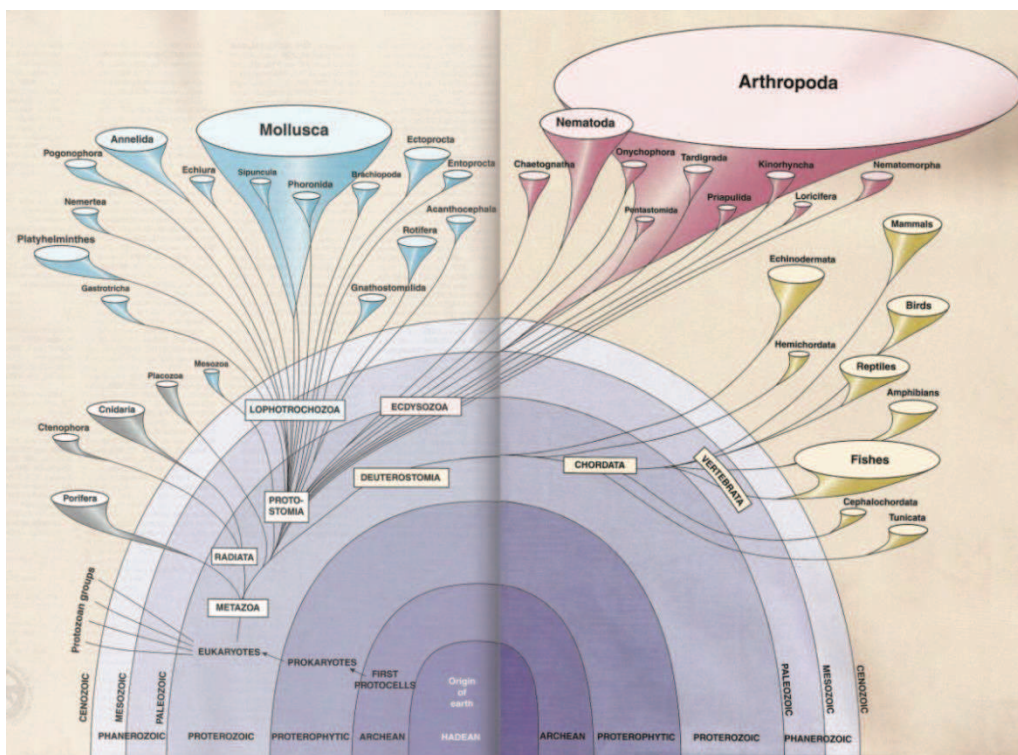 Arthropoda
Mollusca
Nematoda
Annelida
Ectoprocta
Pogonophora
Echiura
Sipuncula
Phoronida
Brachiopoda
Entoprocta
Chaetognatha
Onychophora
Tardigrada
Kinorhyncha
Nematomorpha
Nemertea
Acanthocephala
Pentastomida
Priapulida
Loricifera
Platyhelminthes
Rotifera
Mammals
Gastrotricha
Gnathostomulida
Echinodermata
Birds
Hemichordata
Mesozoa
Placozoa
Reptiles
Cnidaria
LOPHOTROCHOZOA
ECDYSOZOA
Amphibians
Ctenophora
DEUTEROSTOMIA
CHORDATA
VERTEBRATA
Fishes
Porifera
PROTO-
STOMIA
Cephalochordata
Tunicata
RADIATA
METAZOA
Protozoan groups
EUKARYOTES
PROKARYOTES
FIRST
PROTOCELLS
Origin
of
earth
CENOZOIC
MESOZOIC
PALEOZOIC
PALEOZOIC
MESOZOIC
CENOZOIC
PHANEROZOIC
PROTEROZOIC
PROTEROPHYTIC
ARCHEAN
HADEAN
ARCHEAN
PROTEROPHYTIC
PROTEROZOIC
PHANEROZOIC